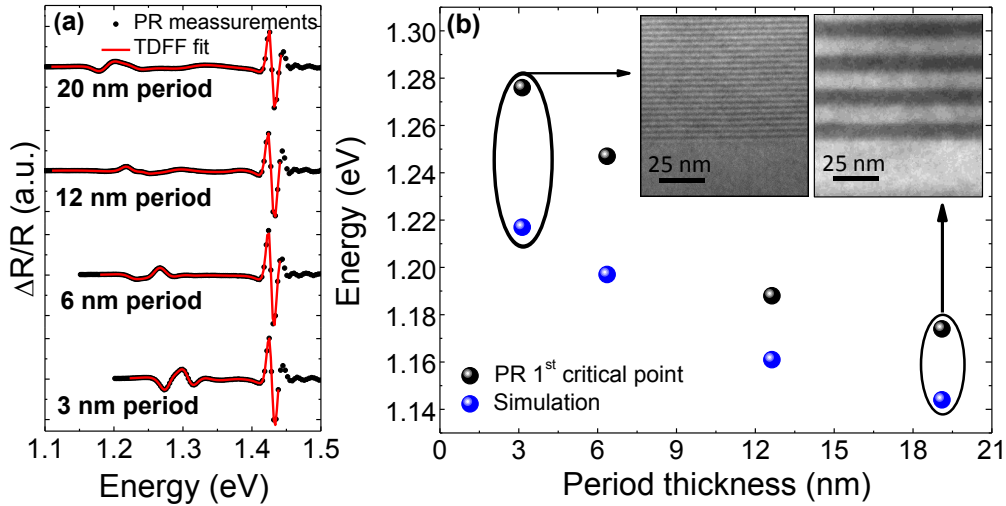 (a)
PR meassurements
TDFF fit
20 nm period
12 nm period
6 nm period
3 nm period
ΔR/R (a.u.)
1.1 1.2 1.3 1.4 1.5
Energy (eV)
(b)
25 nm
25 nm
PR 1st critical point
Simulation
Energy (eV)
1.30
1.28
1.26
1.24
1.22
1.20
1.18
1.16
1.14
0 3 6 9 12 15 18 21
Period thickness (nm)